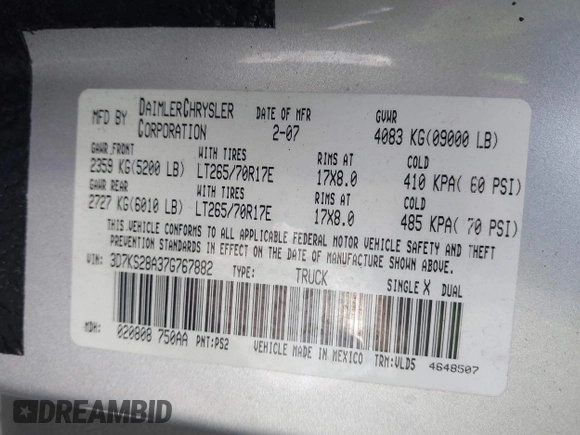 MFD BY DAIMLERCHRYSLER CORPORATION DATE OF MFR 2-07 GVWR 4083 KG(09000 LB)
GAWR FRONT WITH TIRES RIMS AT COLD
2359 KG(5200 LB) LT265/70R17E 17X8.0 410 KPA( 60 PSI)
GAWR REAR WITH TIRES RIMS AT COLD
2727 KG(6010 LB) LT265/70R17E 17X8.0 485 KPA( 70 PSI)
THIS VEHICLE CONFORMS TO ALL APPLICABLE FEDERAL MOTOR VEHICLE SAFETY AND THEFT
PREVENTION STANDARDS IN EFFECT ON THE DATE OF MANUFACTURE SHOWN ABOVE.
VIN: 3D7KS28A37G767882 TYPE: TRUCK SINGLE X DUAL
MDH: 020808 750AA PNT:PS2 VEHICLE MADE IN MEXICO TRM:VLD5 4648507
DREAMBID